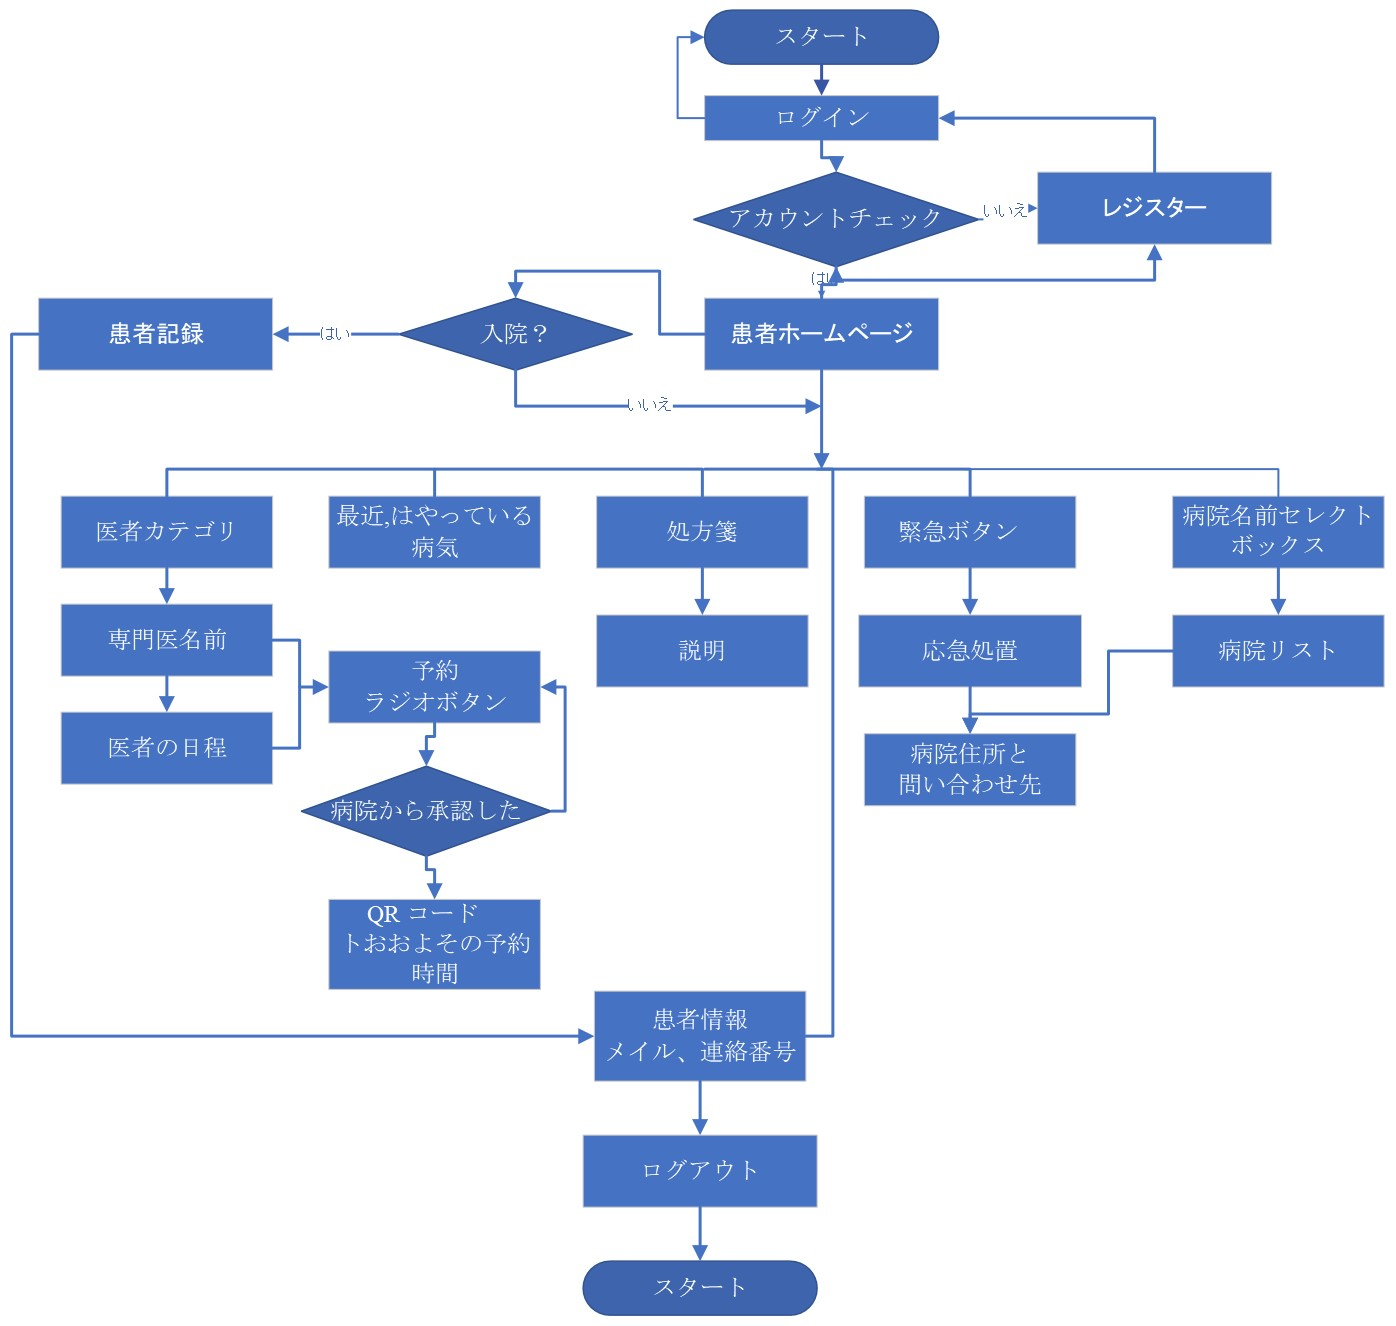 スタート
ログイン
アカウントチェック
いいえ
レジスター
はい
患者記録
はい
入院？
患者ホームページ
いいえ
医者カテゴリ
最近,はやっている
病気
処方箋
緊急ボタン
病院名前セレクト
ボックス
専門医名前
予約
ラジオボタン
説明
応急処置
病院リスト
医者の日程
病院から承認した
病院住所と
問い合わせ先
QR コード
トおおよその予約
時間
患者情報
メイル、連絡番号
ログアウト
スタート